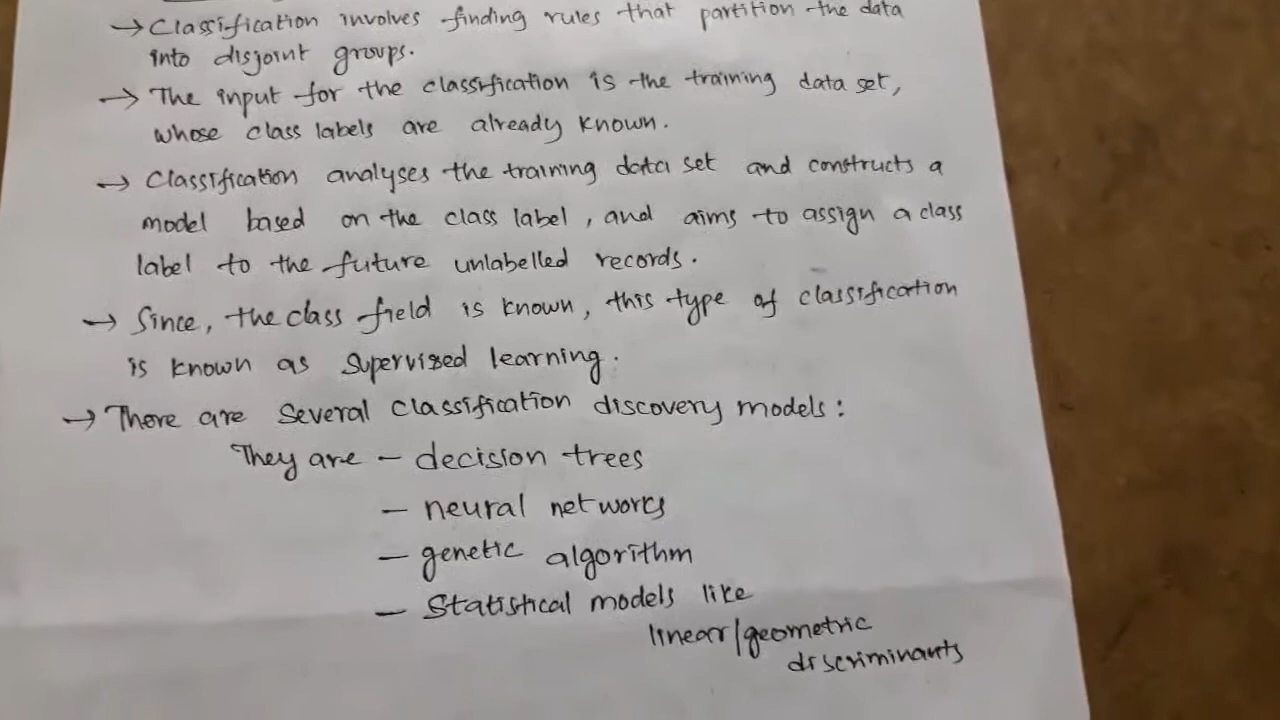 → Classification involves finding rules that partition the data
into disjoint groups.
→ The input for the classification is the training data set,
whose class labels are already known.
→ Classification analyses the training data set and constructs a
model based on the class label, and aims to assign a class
label to the future unlabelled records.
→ Since, the class field is known, this type of classification
is known as supervised learning.
→ There are several classification discovery models:
They are - decision trees
- neural networks
- genetic algorithm
- Statistical models like
linear/geometric
discriminants